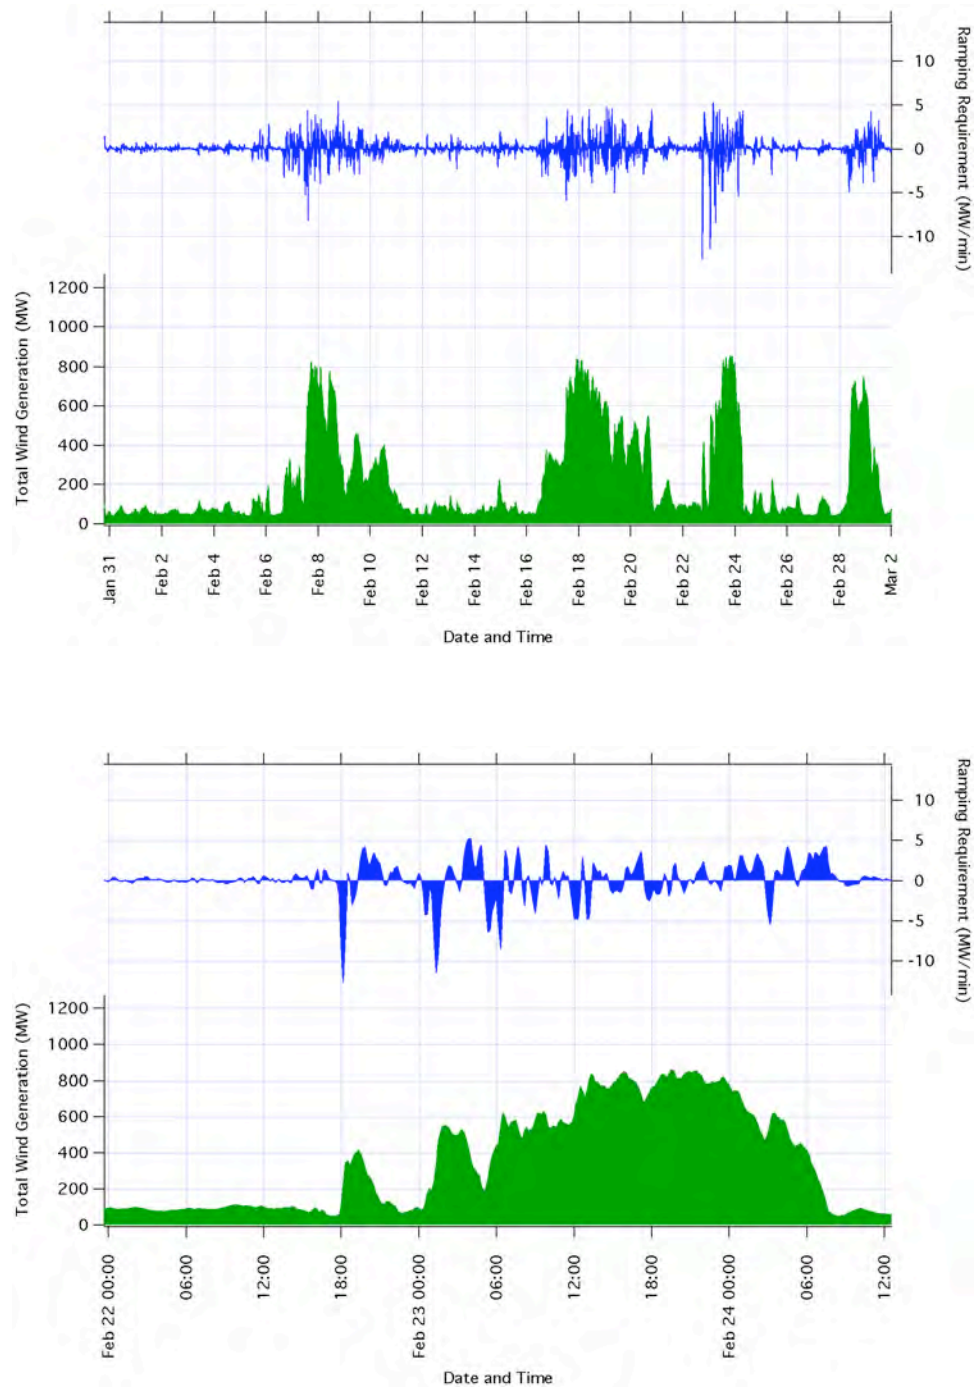 10
5
0
-5
-10
Ramping Requirement (MW/min)
1200
1000
800
600
400
200
0
Total Wind Generation (MW)
Jan 31
Feb 2
Feb 4
Feb 6
Feb 8
Feb 10
Feb 12
Feb 14
Feb 16
Feb 18
Feb 20
Feb 22
Feb 24
Feb 26
Feb 28
Mar 2
Date and Time
10
5
0
-5
-10
Ramping Requirement (MW/min)
1200
1000
800
600
400
200
0
Total Wind Generation (MW)
Feb 22 00:00
06:00
12:00
18:00
Feb 23 00:00
06:00
12:00
18:00
Feb 24 00:00
06:00
12:00
Date and Time